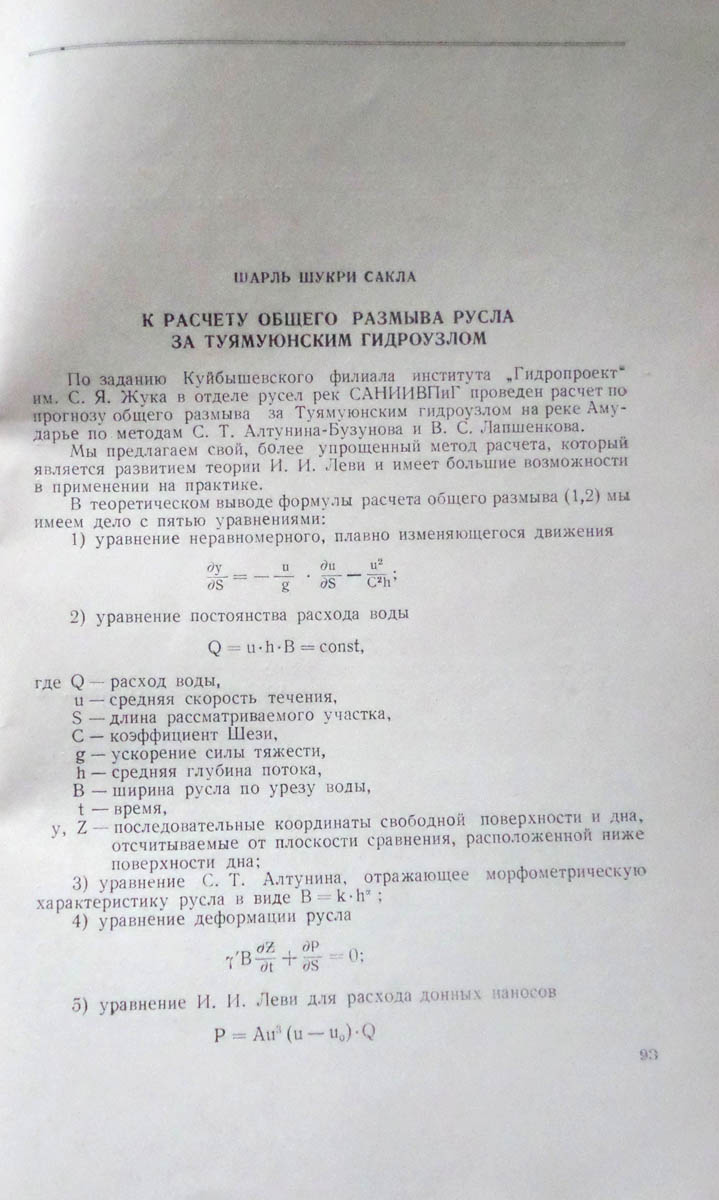 ШАРЛЬ ШУКРИ САКЛА
К РАСЧЕТУ ОБЩЕГО РАЗМЫВА РУСЛА
ЗА ТУЯМУЮНСКИМ ГИДРОУЗЛОМ
По заданию Куйбышевского филиала института „Гидропроект“
им. С. Я. Жука в отделе русел рек САНИИВПиГ проведен расчет по
прогнозу общего размыва за Туямуюнским гидроузлом на реке Аму-
дарье по методам С. Т. Алтунина-Бузунова и В. С. Лапшенкова.
Мы предлагаем свой, более упрощенный метод расчета, который
является развитием теории И. И. Леви и имеет большие возможности
в применении на практике.
В теоретическом выводе формулы расчета общего размыва (1,2) мы
имеем дело с пятью уравнениями:
1) уравнение неравномерного, плавно изменяющегося движения
∂y/∂S = − u/g · ∂u/∂S − u²/C²h;
2) уравнение постоянства расхода воды
Q = u·h·B = const,
где Q — расход воды,
u — средняя скорость течения,
S — длина рассматриваемого участка,
C — коэффициент Шези,
g — ускорение силы тяжести,
h — средняя глубина потока,
B — ширина русла по урезу воды,
t — время,
y, Z — последовательные координаты свободной поверхности и дна,
отсчитываемые от плоскости сравнения, расположенной ниже
поверхности дна;
3) уравнение С. Т. Алтунина, отражающее морфометрическую
характеристику русла в виде B = k·hᵅ ;
4) уравнение деформации русла
γ′B ∂Z/∂t + ∂P/∂S = 0;
5) уравнение И. И. Леви для расхода донных наносов
P = Au³ (u — u₀)·Q
93